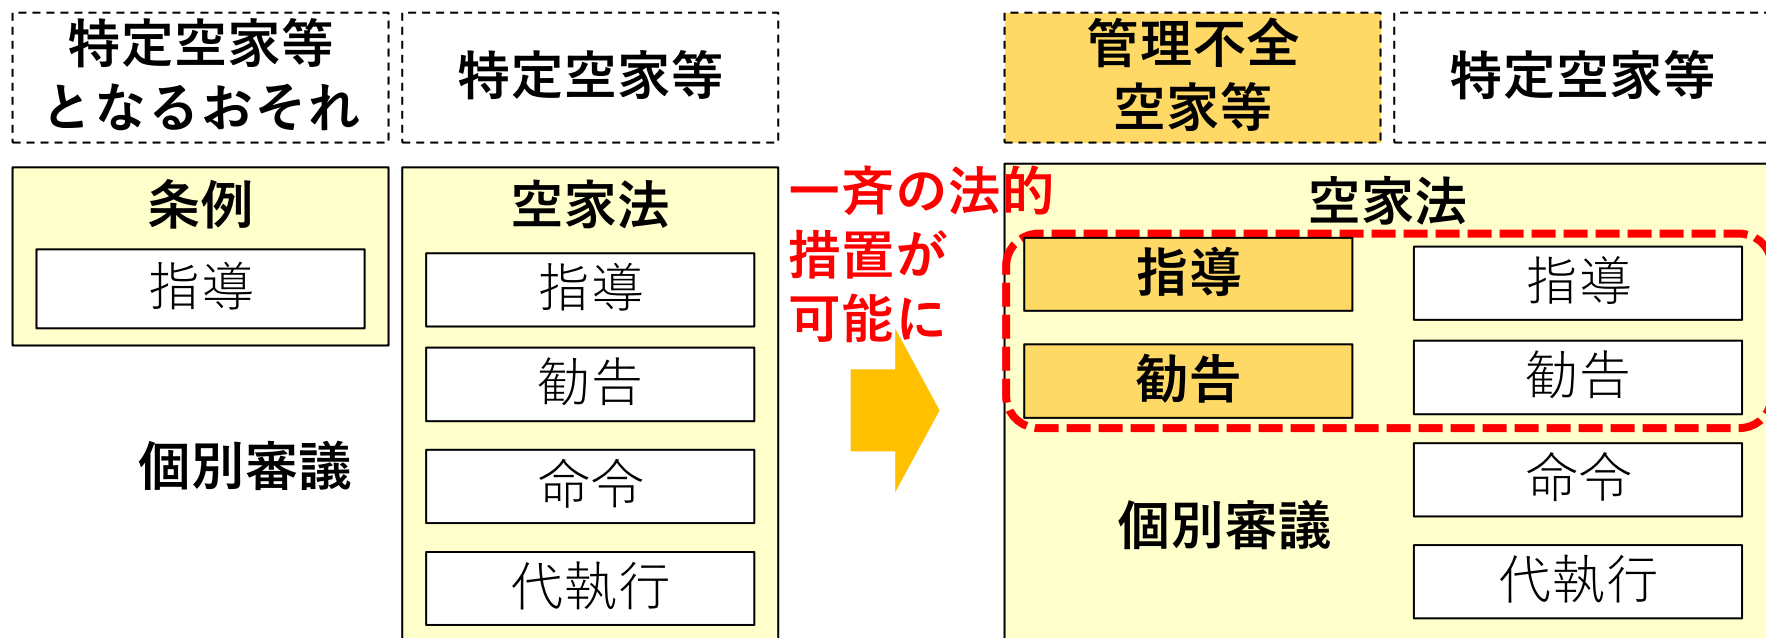 特定空家等
となるおそれ
特定空家等
条例
指導
個別審議
空家法
指導
勧告
命令
代執行
一斉の法的
措置が
可能に
管理不全
空家等
特定空家等
空家法
指導
勧告
個別審議
指導
勧告
命令
代執行